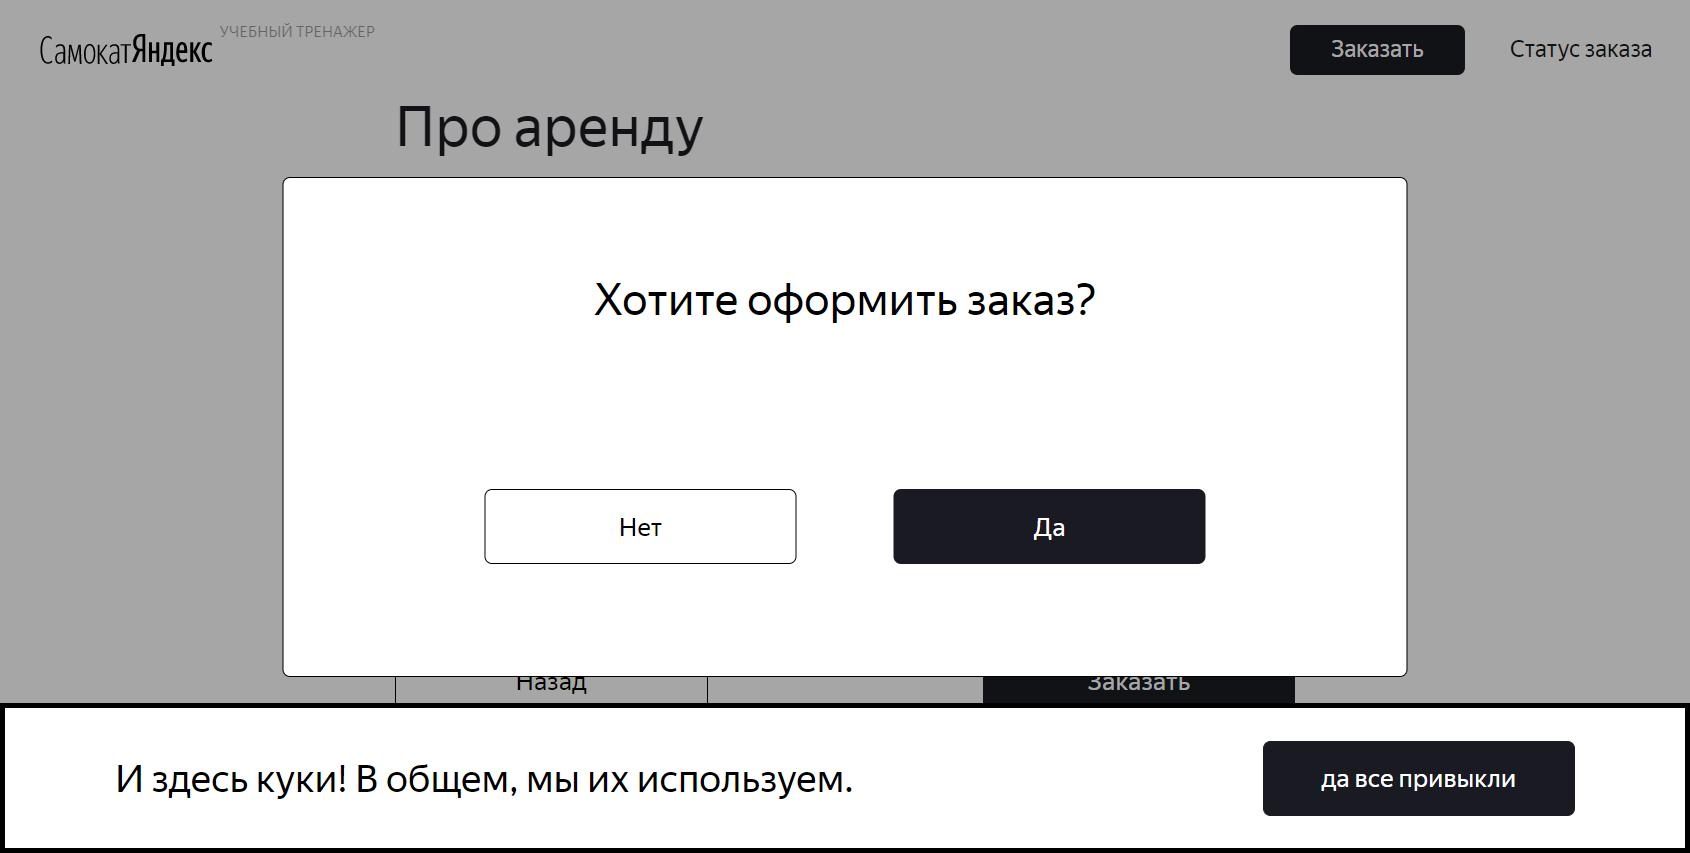 СамокатЯндекс
УЧЕБНЫЙ ТРЕНАЖЕР
Заказать
Статус заказа
Про аренду
Хотите оформить заказ?
Нет
Да
Назад
Заказать
И здесь куки! В общем, мы их используем.
да все привыкли